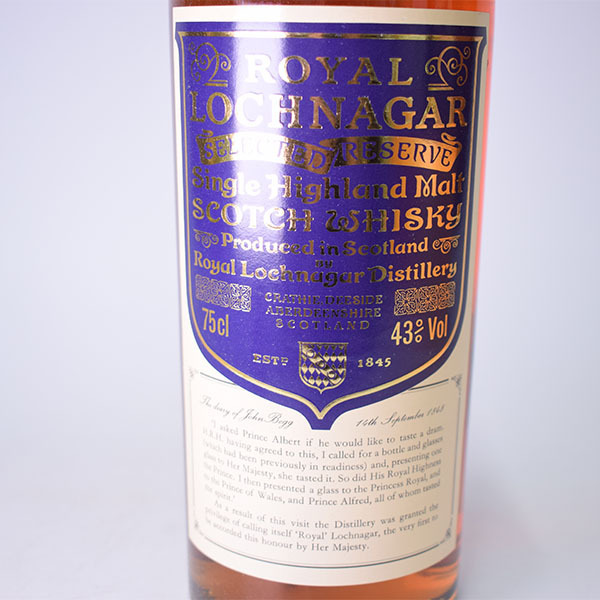 ROYAL
LOCHNAGAR
SELECTED RESERVE
Single Highland Malt
SCOTCH WHISKY
Produced in Scotland
BY
Royal Lochnagar Distillery
CRATHIE DEESIDE
ABERDEENSHIRE
SCOTLAND
75cl 43% Vol
ESTD 1845
The diary of John Begg 14th September 1848
'I asked Prince Albert if he would like to taste a dram.
H.R.H. having agreed to this, I called for a bottle and glasses
(which had been previously in readiness) and, presenting one
glass to Her Majesty, she tasted it. So did His Royal Highness
the Prince. I then presented a glass to the Princess Royal, and
to the Prince of Wales, and Prince Alfred, all of whom tasted
the spirit.'
As a result of this visit the Distillery was granted the
privilege of calling itself 'Royal' Lochnagar, the very first to
be awarded this honour by Her Majesty.